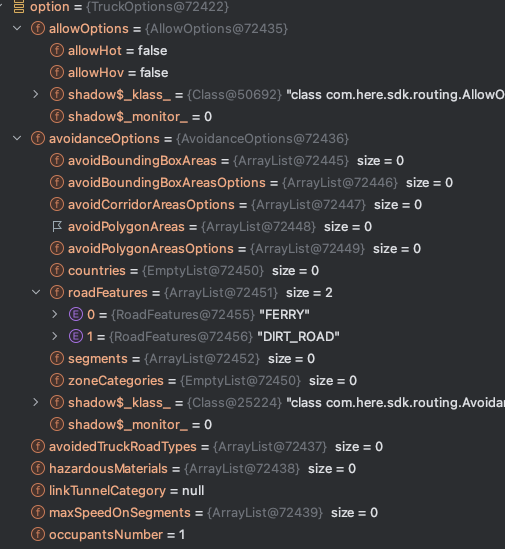 option = {TruckOptions@72422}
allowOptions = {AllowOptions@72435}
allowHot = false
allowHov = false
shadow$_klass_ = {Class@50692} "class com.here.sdk.routing.AllowO
shadow$_monitor_ = 0
avoidanceOptions = {AvoidanceOptions@72436}
avoidBoundingBoxAreas = {ArrayList@72445} size = 0
avoidBoundingBoxAreasOptions = {ArrayList@72446} size = 0
avoidCorridorAreasOptions = {ArrayList@72447} size = 0
avoidPolygonAreas = {ArrayList@72448} size = 0
avoidPolygonAreasOptions = {ArrayList@72449} size = 0
countries = {EmptyList@72450} size = 0
roadFeatures = {ArrayList@72451} size = 2
0 = {RoadFeatures@72455} "FERRY"
1 = {RoadFeatures@72456} "DIRT_ROAD"
segments = {ArrayList@72452} size = 0
zoneCategories = {EmptyList@72450} size = 0
shadow$_klass_ = {Class@25224} "class com.here.sdk.routing.Avoidan
shadow$_monitor_ = 0
avoidedTruckRoadTypes = {ArrayList@72437} size = 0
hazardousMaterials = {ArrayList@72438} size = 0
linkTunnelCategory = null
maxSpeedOnSegments = {ArrayList@72439} size = 0
occupantsNumber = 1